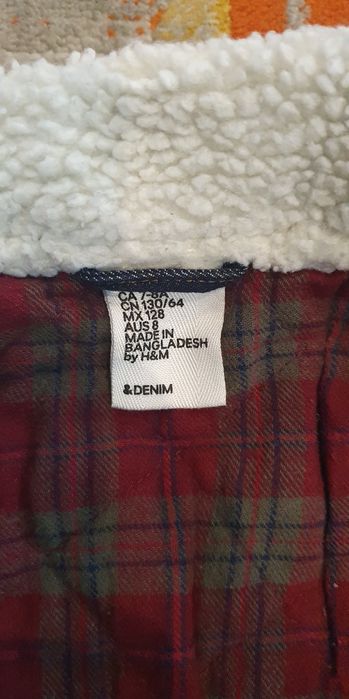 CA 7-8A
CN 130/64
MX 128
AUS 8
MADE IN
BANGLADESH
by H&M
&DENIM